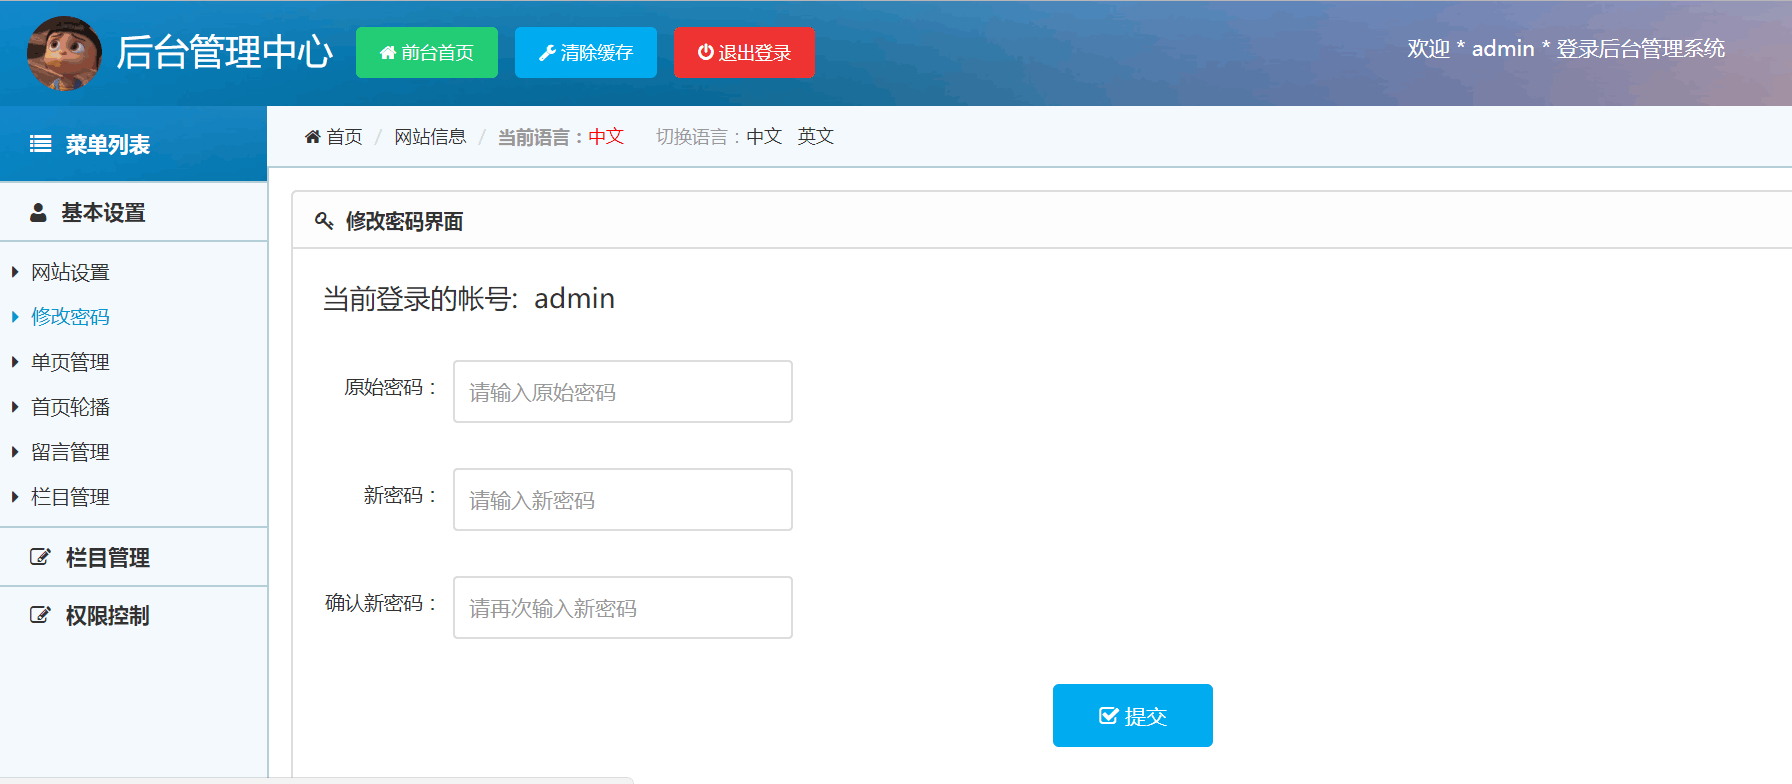 后台管理中心
前台首页
清除缓存
退出登录
欢迎 * admin * 登录后台管理系统
菜单列表
首页 / 网站信息 / 当前语言：中文 切换语言：中文 英文
基本设置
网站设置
修改密码
单页管理
首页轮播
留言管理
栏目管理
栏目管理
权限控制
修改密码界面
当前登录的帐号: admin
原始密码： 请输入原始密码
新密码： 请输入新密码
确认新密码： 请再次输入新密码
提交